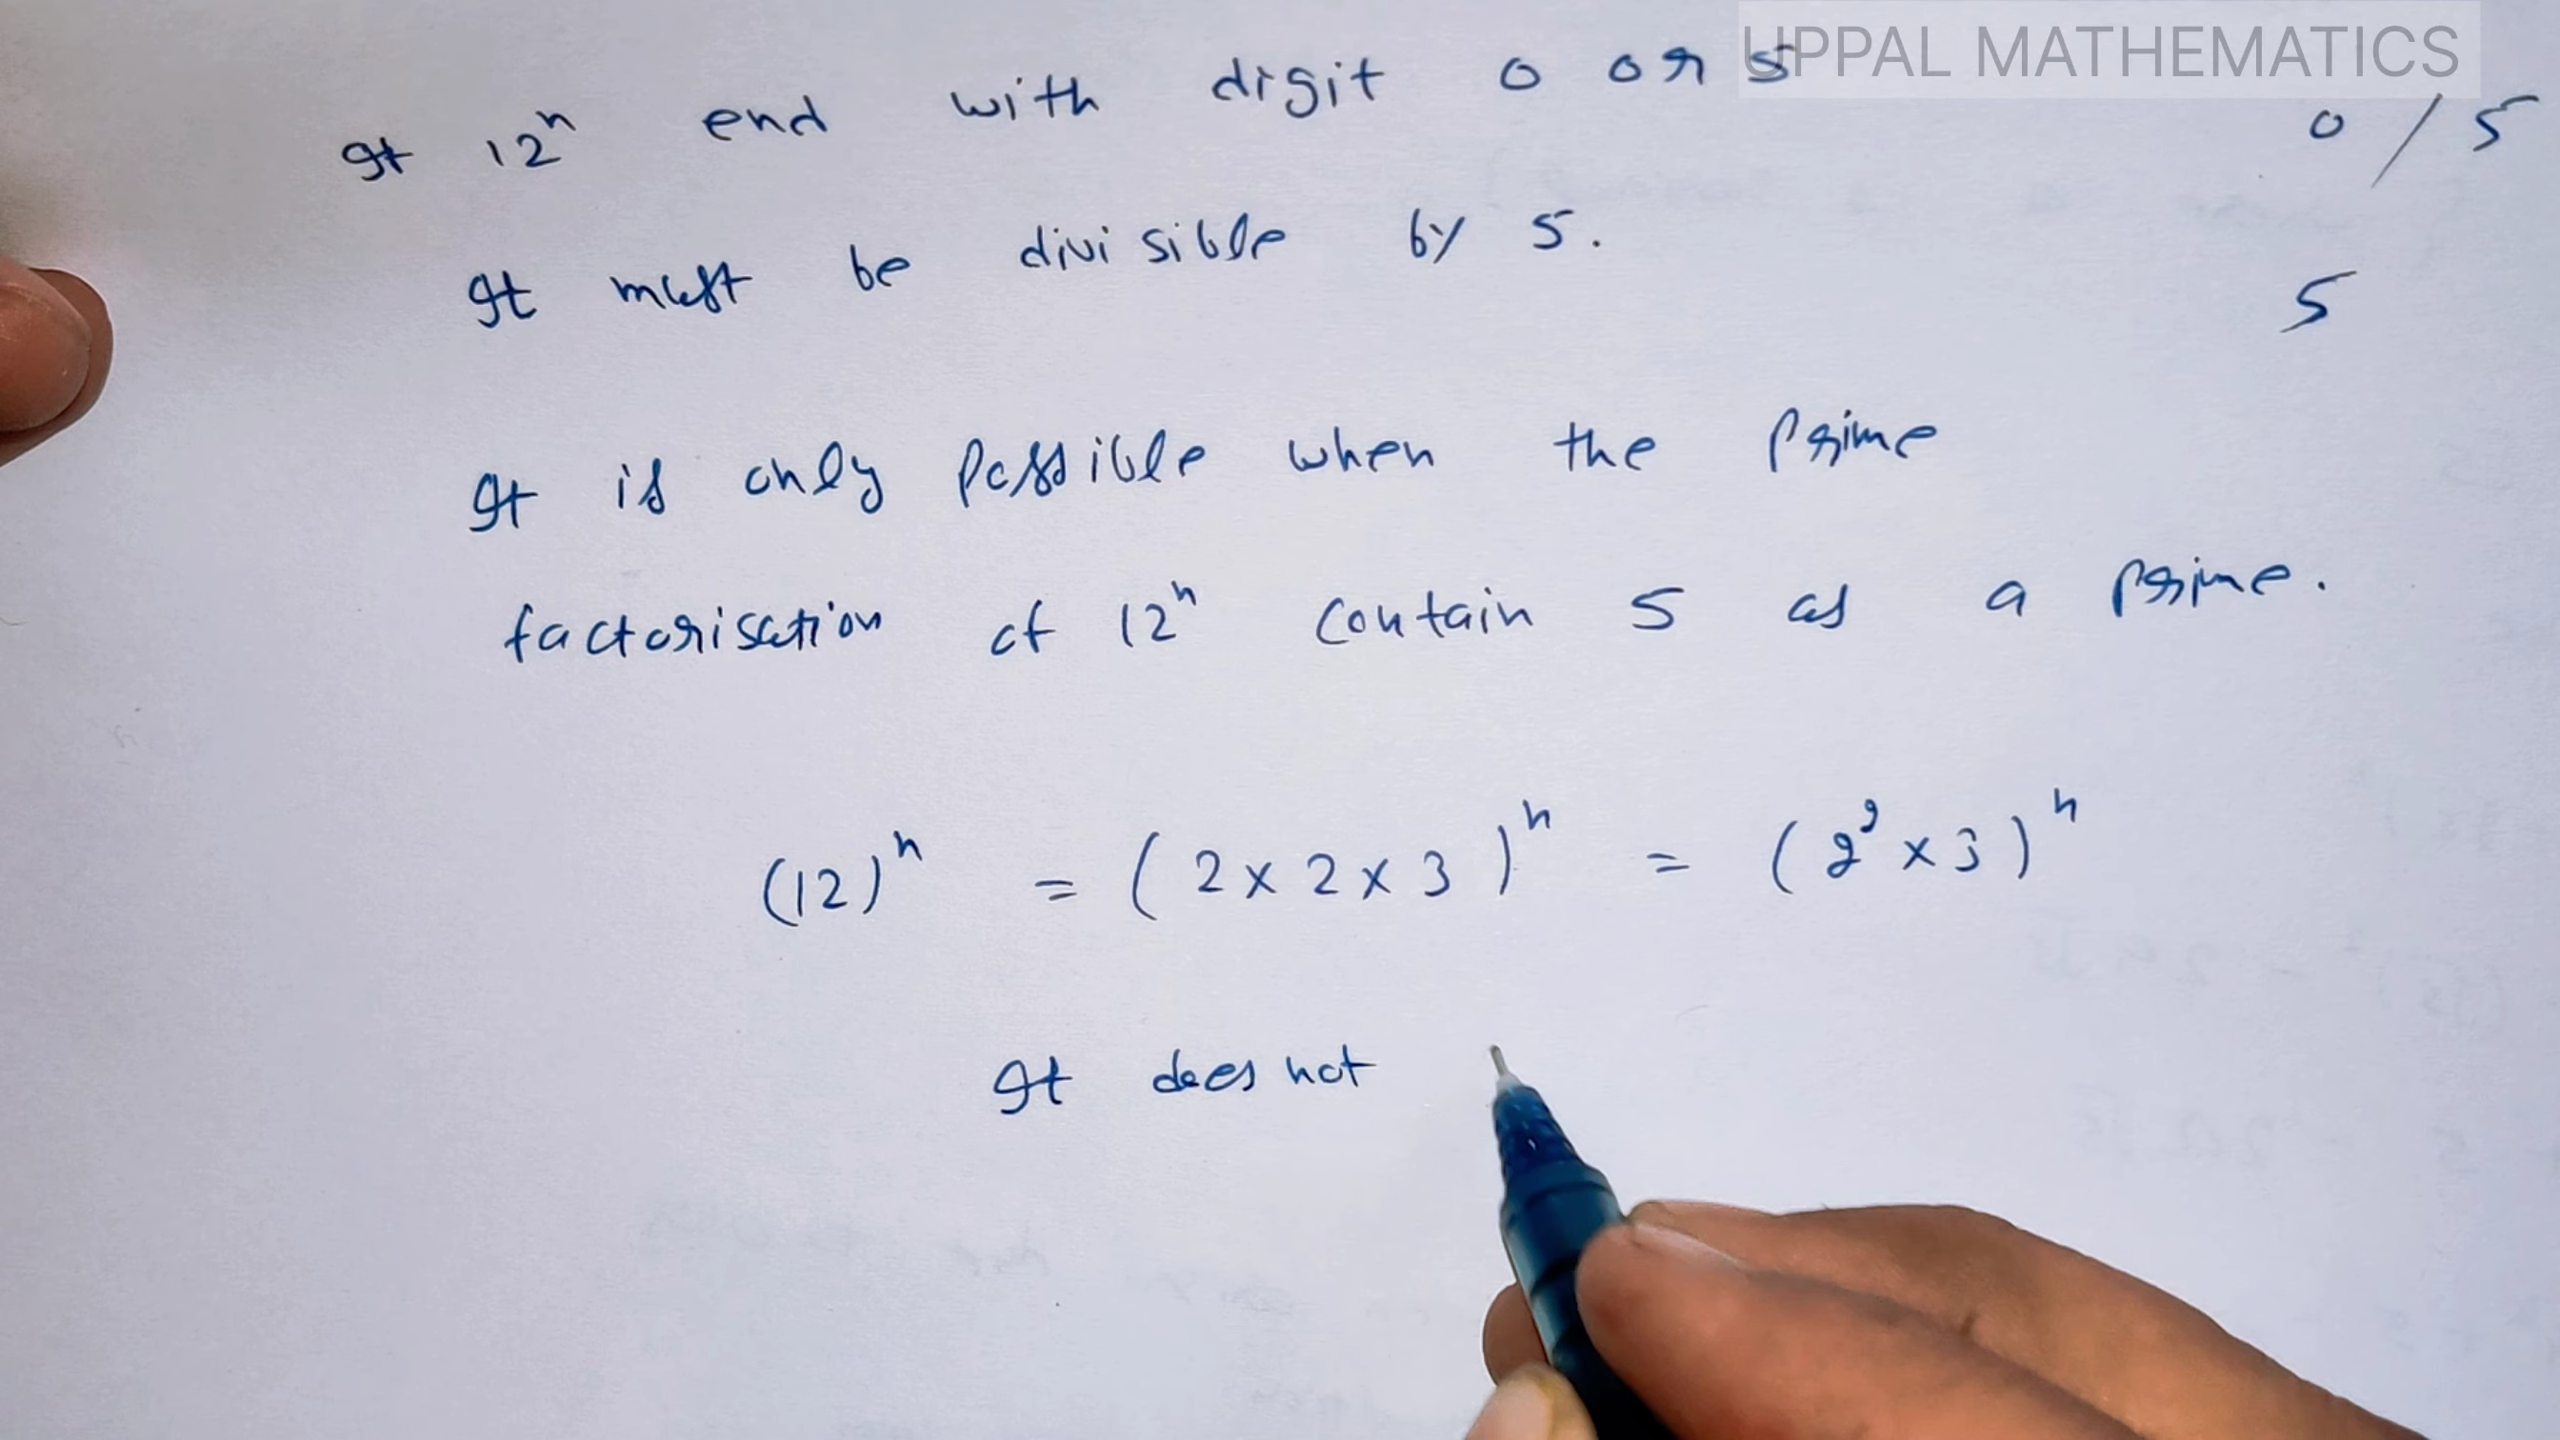 UPPAL MATHEMATICS
If 12ⁿ end with digit 0 or 5
0 / 5
It must be divisible by 5.
5
It is only possible when the prime
factorisation of 12ⁿ contain 5 as a prime.
(12)ⁿ = (2 × 2 × 3)ⁿ = (2² × 3)ⁿ
It does not